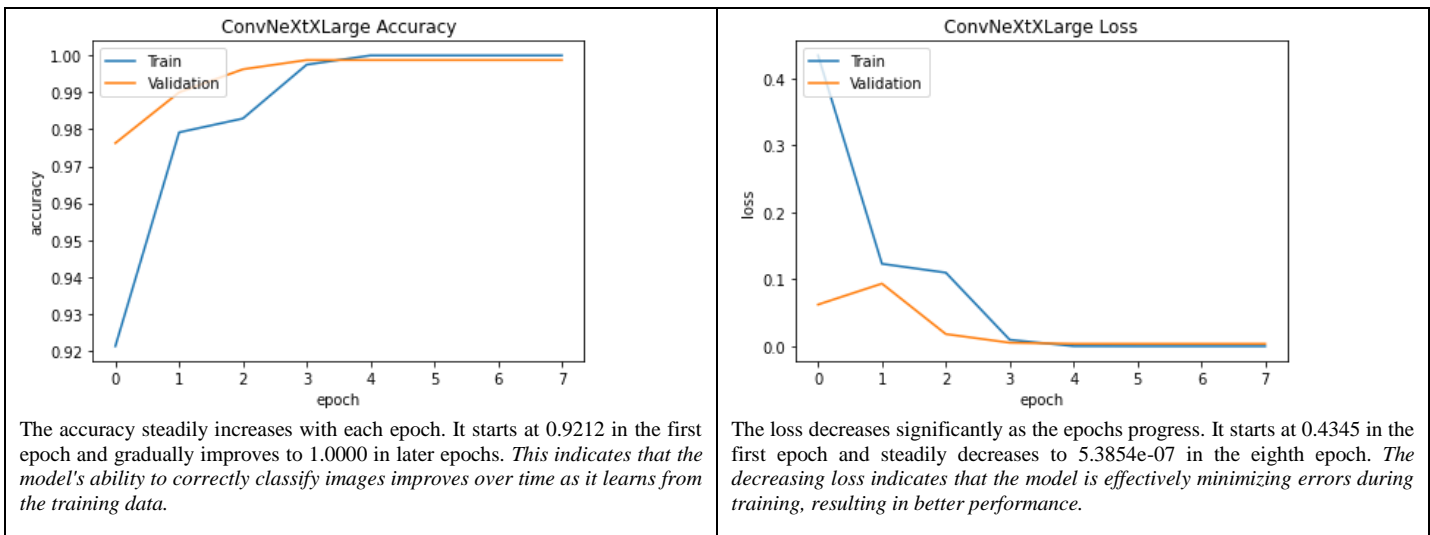 ConvNeXtXLarge Accuracy
1.00
0.99
0.98
0.97
0.96
0.95
0.94
0.93
0.92
accuracy
Train
Validation
0 1 2 3 4 5 6 7
epoch
The accuracy steadily increases with each epoch. It starts at 0.9212 in the first
epoch and gradually improves to 1.0000 in later epochs. This indicates that the
model's ability to correctly classify images improves over time as it learns from
the training data.
ConvNeXtXLarge Loss
0.4
0.3
0.2
0.1
0.0
loss
Train
Validation
0 1 2 3 4 5 6 7
epoch
The loss decreases significantly as the epochs progress. It starts at 0.4345 in the
first epoch and steadily decreases to 5.3854e-07 in the eighth epoch. The
decreasing loss indicates that the model is effectively minimizing errors during
training, resulting in better performance.